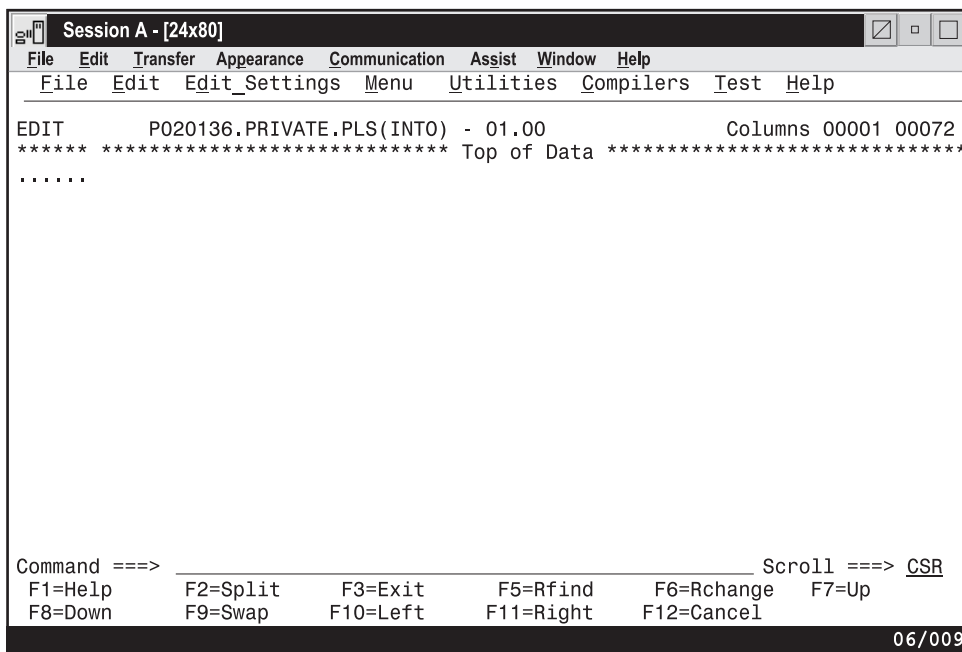 Session A - [24x80]
File Edit Transfer Appearance Communication Assist Window Help
File Edit Edit_Settings Menu Utilities Compilers Test Help
EDIT PO20136.PRIVATE.PLS(INTO) - 01.00 Columns 00001 00072
****** ***************************** Top of Data ******************************
......
Command ===> Scroll ===> CSR
F1=Help F2=Split F3=Exit F5=Rfind F6=Rchange F7=Up
F8=Down F9=Swap F10=Left F11=Right F12=Cancel
06/009